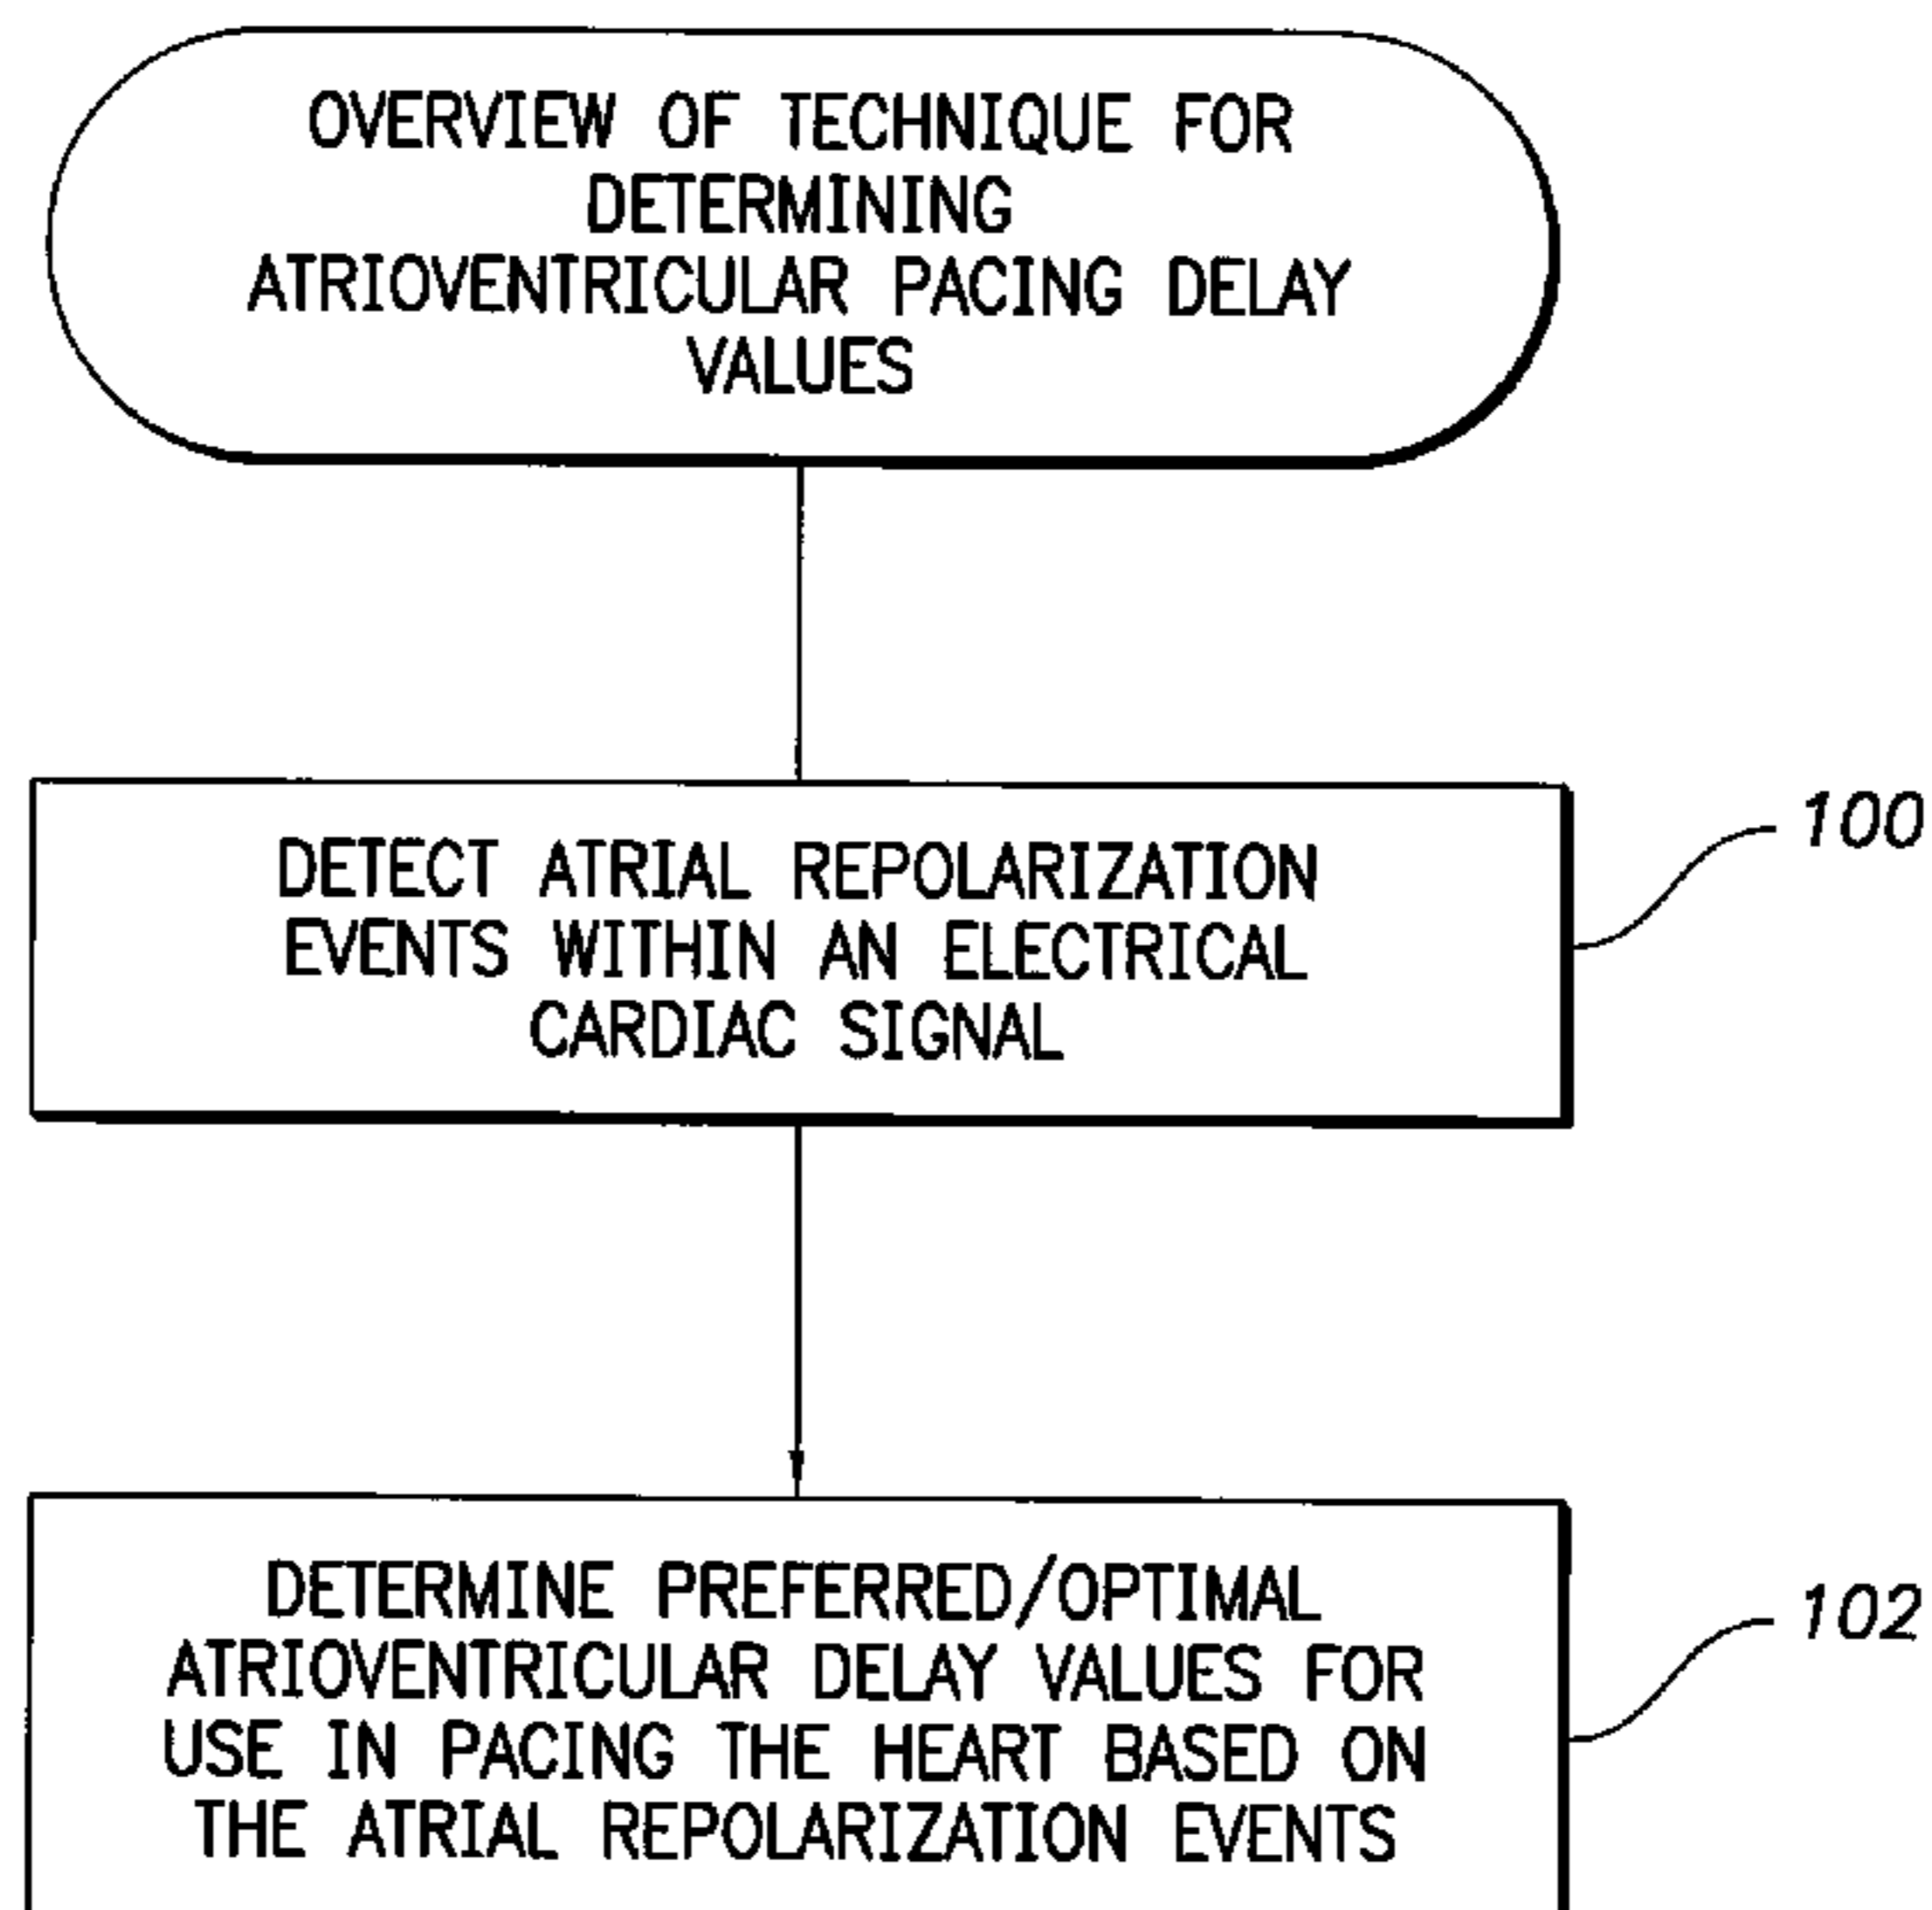 OVERVIEW OF TECHNIQUE FOR
DETERMINING
ATRIOVENTRICULAR PACING DELAY
VALUES
DETECT ATRIAL REPOLARIZATION
EVENTS WITHIN AN ELECTRICAL
CARDIAC SIGNAL
100
DETERMINE PREFERRED/OPTIMAL
ATRIOVENTRICULAR DELAY VALUES FOR
USE IN PACING THE HEART BASED ON
THE ATRIAL REPOLARIZATION EVENTS
102